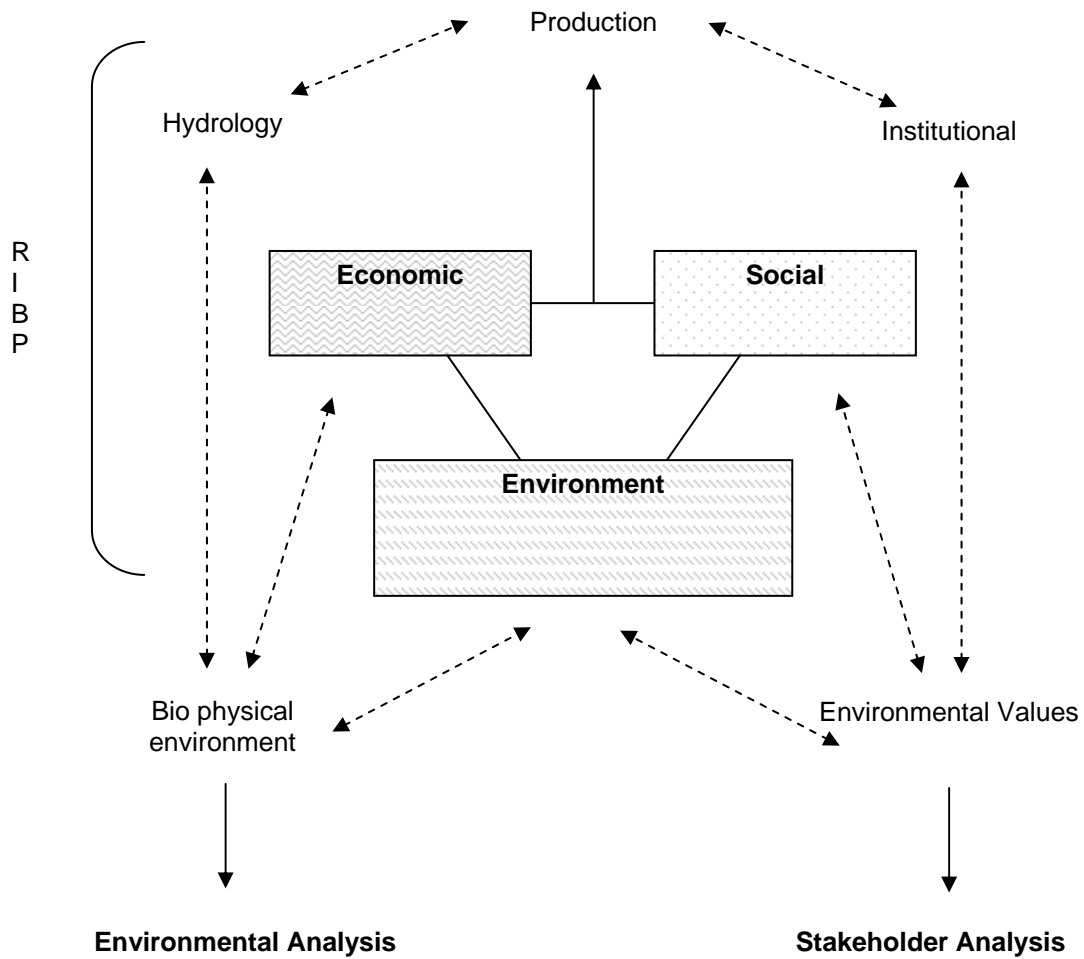 Production
Hydrology
Institutional
R
I
B
P
Economic
Social
Environment
Bio physical
environment
Environmental Values
Environmental Analysis
Stakeholder Analysis